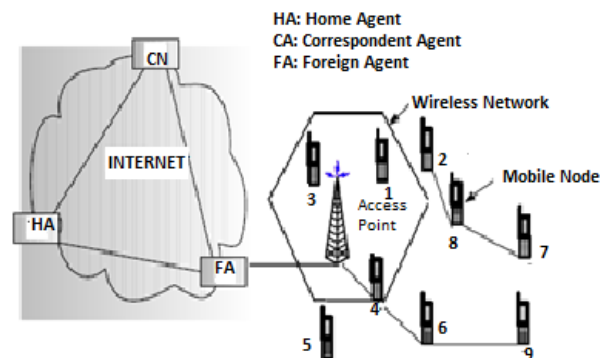 HA: Home Agent
CA: Correspondent Agent
FA: Foreign Agent
CN
Wireless Network
INTERNET
2
Mobile Node
3
1
Access
Point
HA
8
7
FA
4
5
6
9